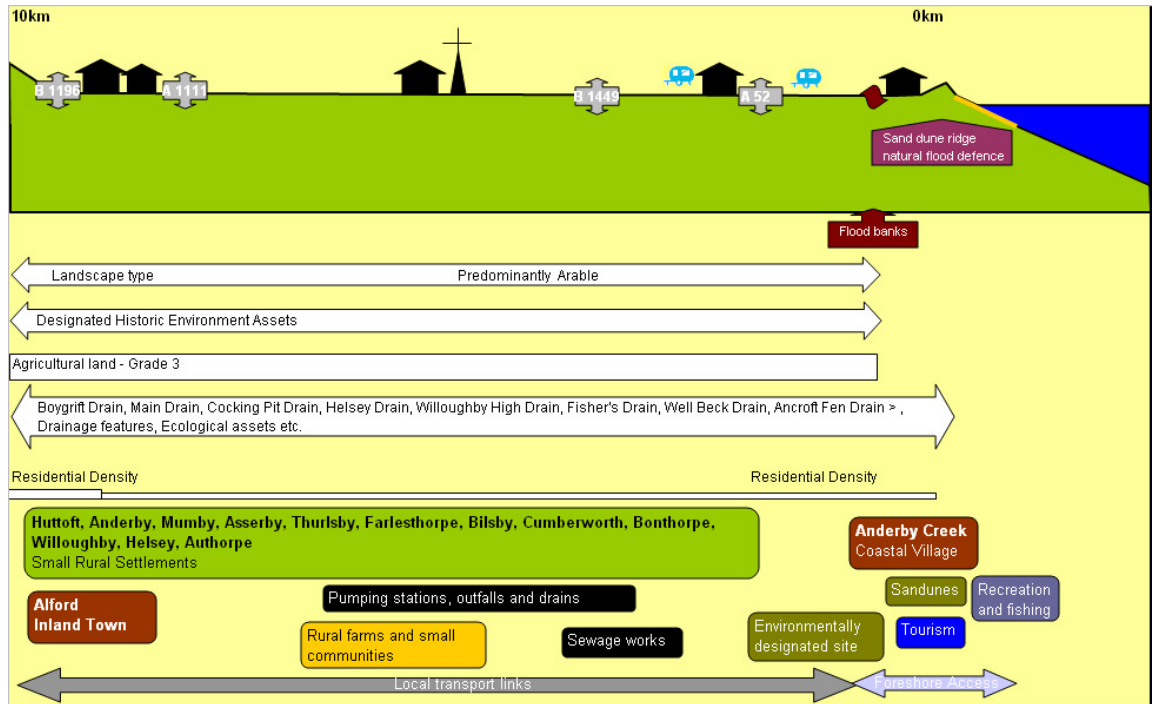 10km
0km
B 1196
A 1111
B 1449
A 52
Sand dune ridge
natural flood defence
Flood banks
Landscape type
Predominantly Arable
Designated Historic Environment Assets
Agricultural land - Grade 3
Boygrift Drain, Main Drain, Cocking Pit Drain, Helsey Drain, Willoughby High Drain, Fisher's Drain, Well Beck Drain, Ancroft Fen Drain > ,
Drainage features, Ecological assets etc.
Residential Density
Residential Density
Huttoft, Anderby, Mumby, Asserby, Thurlsby, Farlesthorpe, Bilsby, Cumberworth, Bonthorpe,
Willoughby, Helsey, Authorpe
Small Rural Settlements
Anderby Creek
Coastal Village
Alford
Inland Town
Pumping stations, outfalls and drains
Sandunes
Recreation
and fishing
Rural farms and small
communities
Sewage works
Environmentally
designated site
Tourism
Local transport links
Foreshore Access